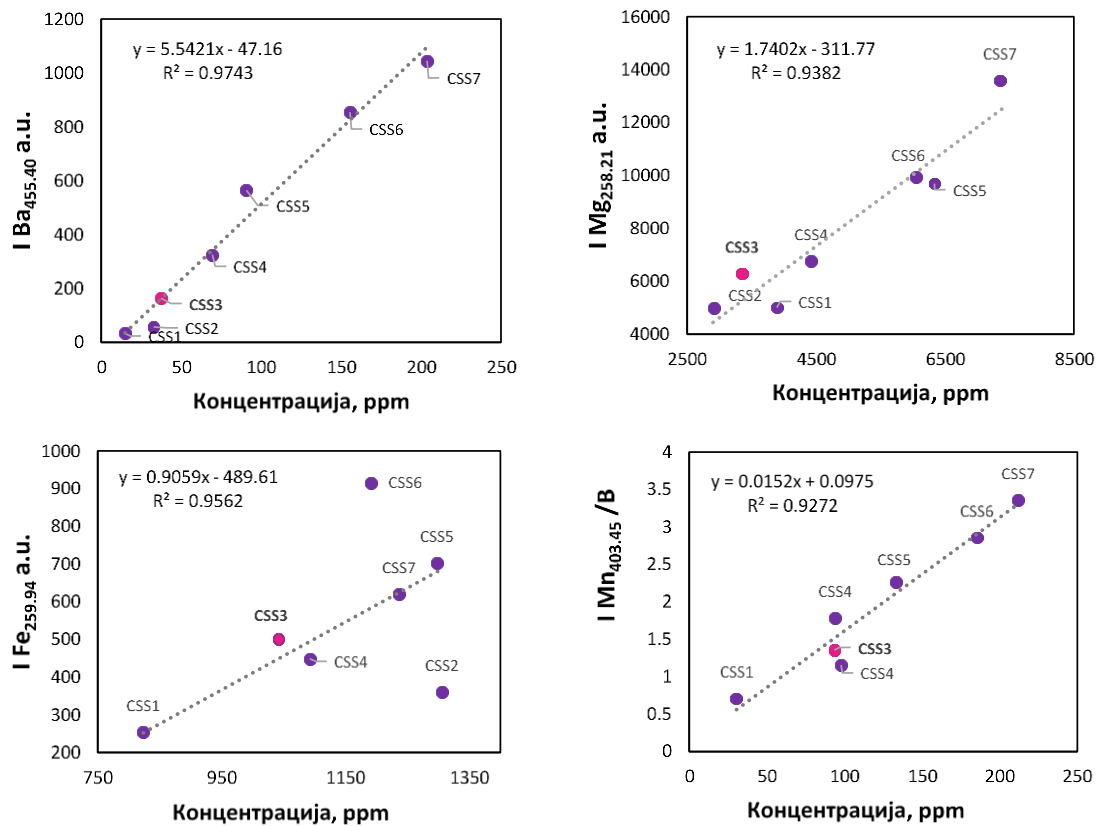 y = 5.5421x - 47.16
R² = 0.9743
1200
1000
800
600
400
200
0
0 50 100 150 200 250
I Ba455.40 a.u.
Концентрација, ppm
CSS7
CSS6
CSS5
CSS4
CSS3
CSS2
CSS1
y = 1.7402x - 311.77
R² = 0.9382
16000
14000
12000
10000
8000
6000
4000
2500 4500 6500 8500
I Mg258.21 a.u.
Концентрација, ppm
CSS7
CSS6
CSS5
CSS4
CSS3
CSS2
CSS1
y = 0.9059x - 489.61
R² = 0.9562
1000
900
800
700
600
500
400
300
200
750 950 1150 1350
I Fe259.94 a.u.
Концентрација, ppm
CSS6
CSS5
CSS7
CSS3
CSS4
CSS2
CSS1
y = 0.0152x + 0.0975
R² = 0.9272
4
3.5
3
2.5
2
1.5
1
0.5
0
0 50 100 150 200 250
I Mn403.45 /B
Концентрација, ppm
CSS7
CSS6
CSS5
CSS4
CSS3
CSS4
CSS1